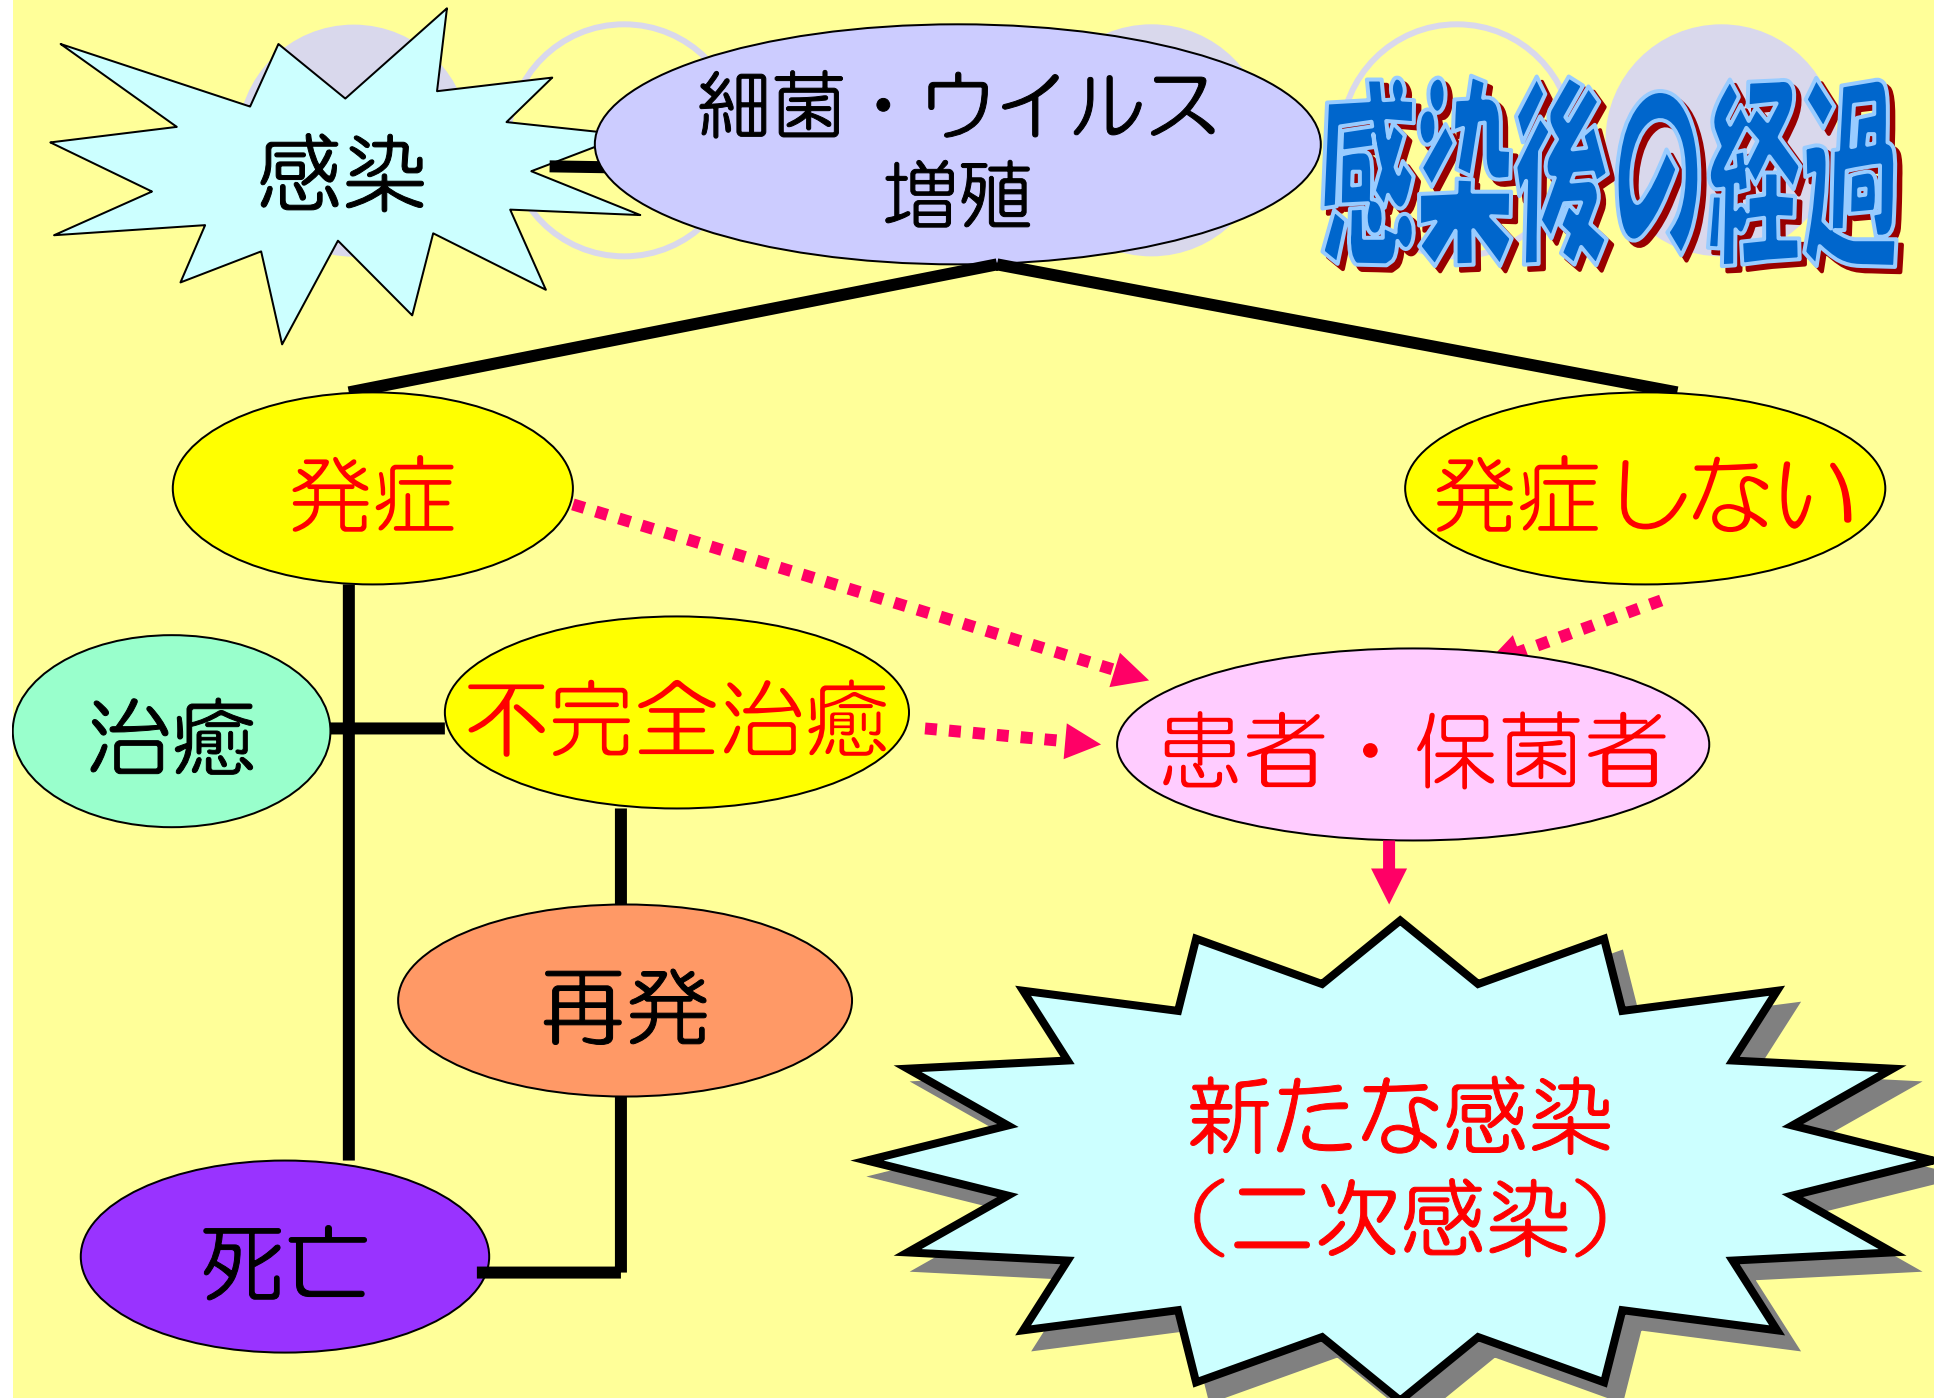 感染
細菌・ウイルス
増殖
感染後の経過
発症
発症しない
治癒
不完全治癒
患者・保菌者
再発
新たな感染
（二次感染）
死亡